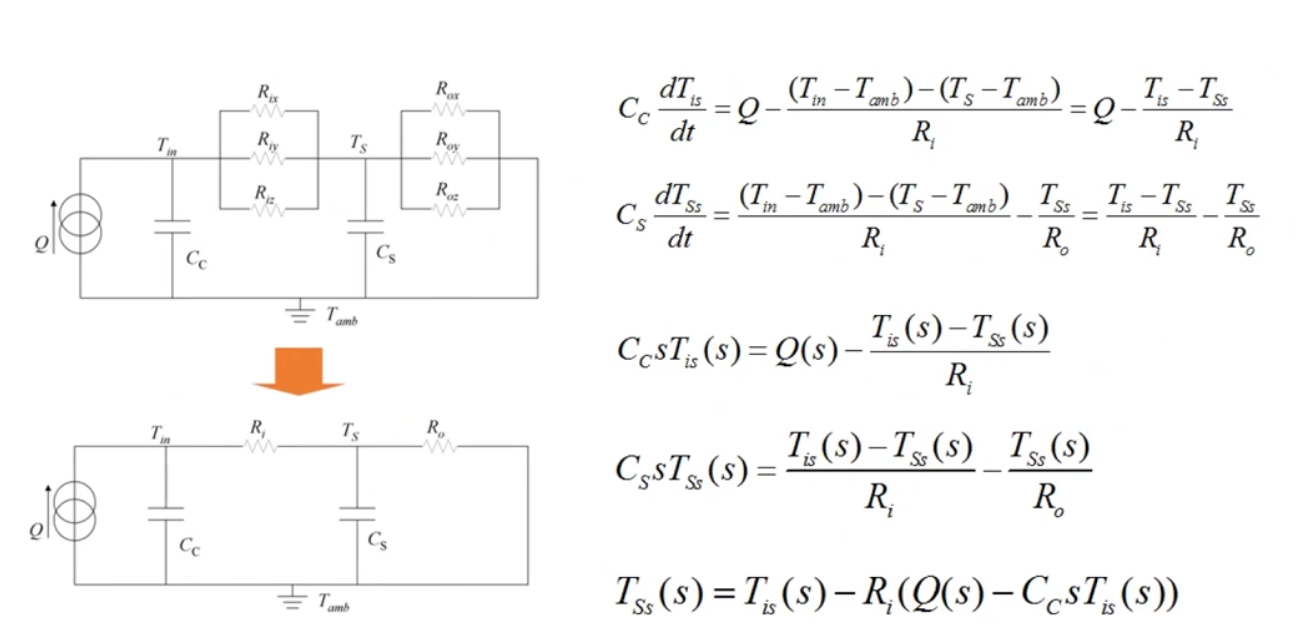 R_ix
R_ox
T_in
R_iy
T_S
R_oy
R_iz
R_oz
Q
C_C
C_S
T_amb
T_in
R_i
T_S
R_o
Q
C_C
C_S
T_amb
C_C dT_is/dt = Q − ((T_in − T_amb) − (T_S − T_amb))/R_i = Q − (T_is − T_Ss)/R_i
C_S dT_Ss/dt = ((T_in − T_amb) − (T_S − T_amb))/R_i − T_Ss/R_o = (T_is − T_Ss)/R_i − T_Ss/R_o
C_C sT_is(s) = Q(s) − (T_is(s) − T_Ss(s))/R_i
C_S sT_Ss(s) = (T_is(s) − T_Ss(s))/R_i − T_Ss(s)/R_o
T_Ss(s) = T_is(s) − R_i(Q(s) − C_C sT_is(s))